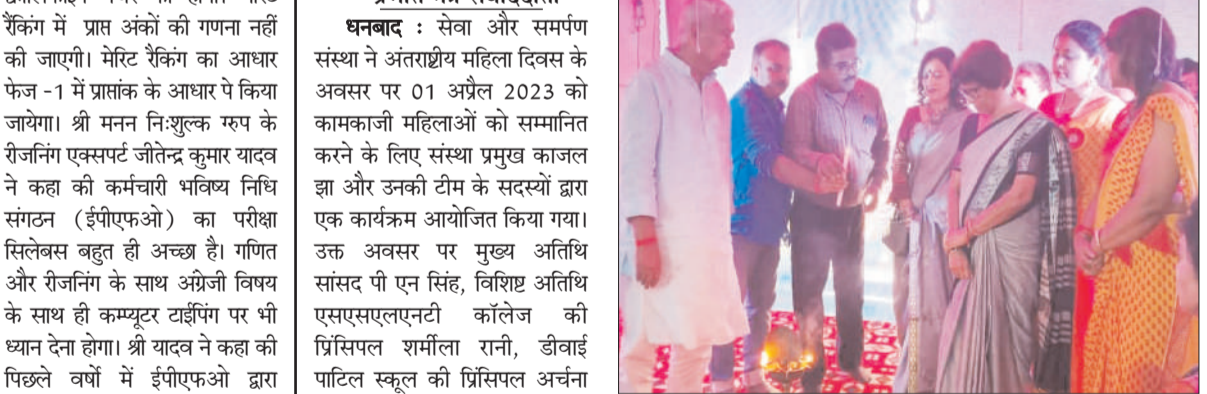 रैंकिंग में प्राप्त अंकों की गणना नहीं
की जाएगी। मेरिट रैकिंग का आधार
फेज -1 में प्राप्तांक के आधार पे किया
जायेगा। श्री मनन निःशुल्क ग्रुप के
रीजनिंग एक्सपर्ट जीतेन्द्र कुमार यादव
ने कहा की कर्मचारी भविष्य निधि
संगठन (ईपीएफओ) का परीक्षा
सिलेबस बहुत ही अच्छा है। गणित
और रीजनिंग के साथ अंग्रेजी विषय
के साथ ही कम्प्यूटर टाईपिंग पर भी
ध्यान देना होगा। श्री यादव ने कहा की
पिछले वर्षो में ईपीएफओ द्वारा
धनबाद : सेवा और समर्पण
संस्था ने अंतराष्ट्रीय महिला दिवस के
अवसर पर 01 अप्रैल 2023 को
कामकाजी महिलाओं को सम्मानित
करने के लिए संस्था प्रमुख काजल
झा और उनकी टीम के सदस्यों द्वारा
एक कार्यक्रम आयोजित किया गया।
उक्त अवसर पर मुख्य अतिथि
सांसद पी एन सिंह, विशिष्ट अतिथि
एसएसएलएनटी कॉलेज की
प्रिंसिपल शर्मीला रानी, डीवाई
पाटिल स्कूल की प्रिंसिपल अर्चना